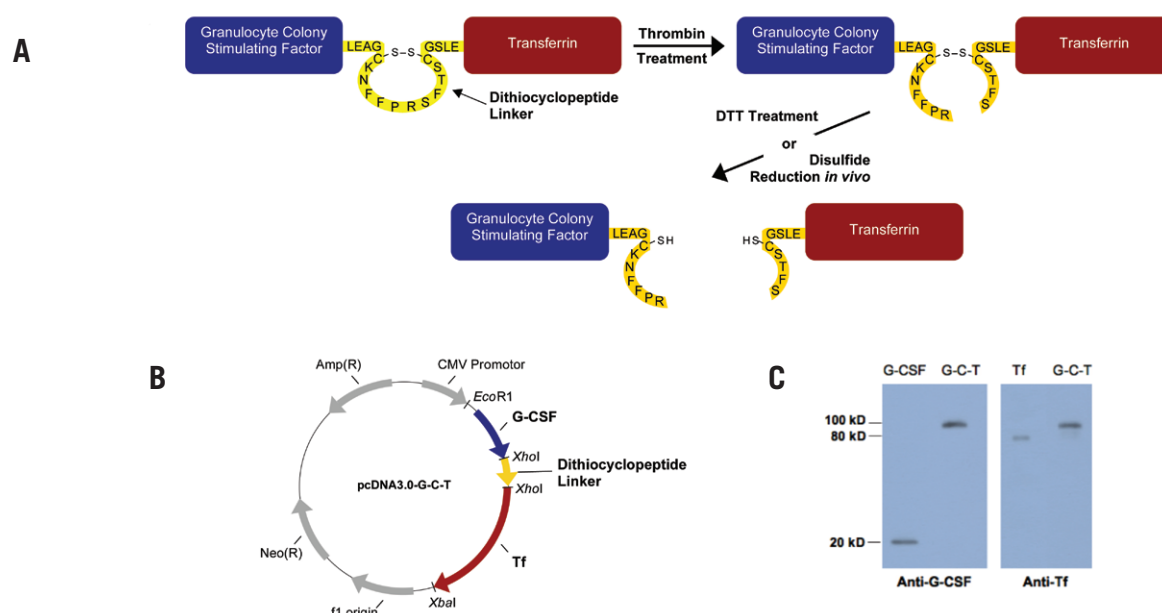 A
Granulocyte Colony
Stimulating Factor
LEAG
C
K
N
F
F
P
R
S
F
T
S
C
S–S
GSLE
Transferrin
Dithiocyclopeptide
Linker
Thrombin
Treatment
Granulocyte Colony
Stimulating Factor
LEAG
C
K
N
F
F
P
R
S–S
GSLE
C
S
T
F
S
Transferrin
DTT Treatment
or
Disulfide
Reduction in vivo
Granulocyte Colony
Stimulating Factor
LEAG
C
K
N
F
F
P
R
SH
HS
GSLE
C
S
T
F
S
Transferrin
B
Amp(R)
CMV Promotor
EcoR1
G-CSF
XhoI
Dithiocyclopeptide
Linker
XhoI
pcDNA3.0-G-C-T
Neo(R)
Tf
f1 origin
XbaI
C
G-CSF G-C-T Tf G-C-T
100 kD
80 kD
20 kD
Anti-G-CSF Anti-Tf